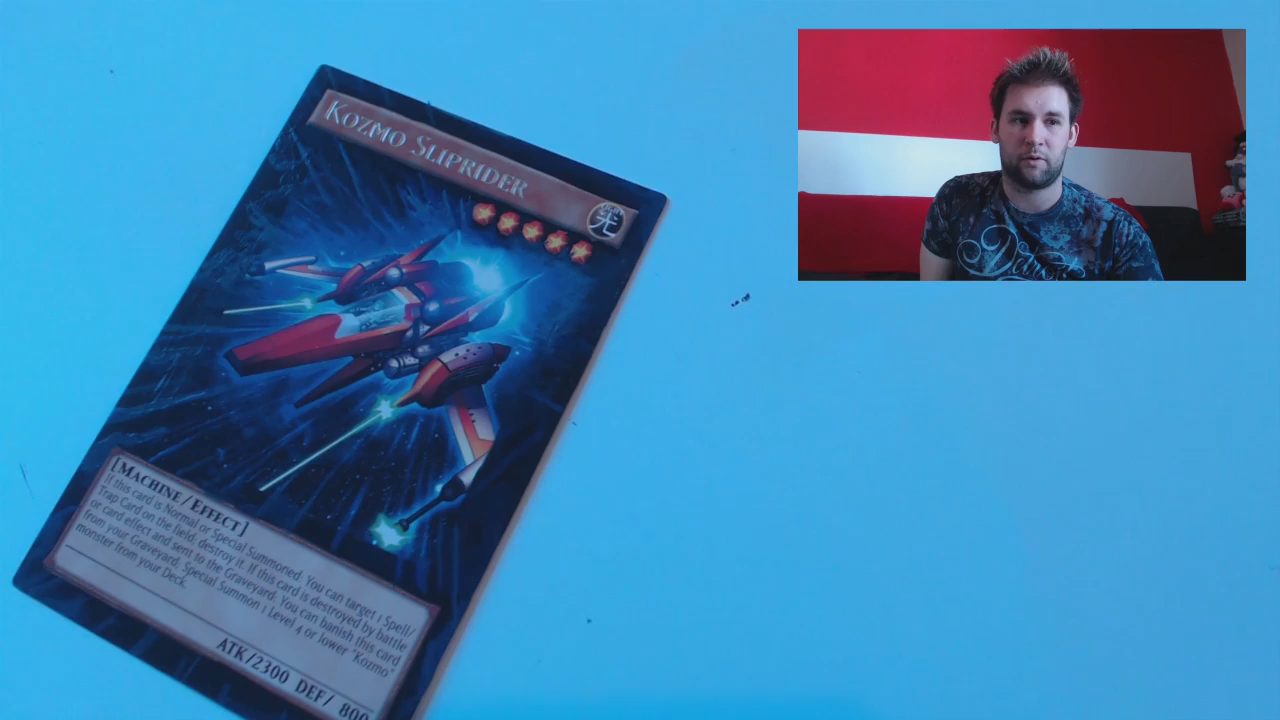 KOZMO SLIPRIDER
光
[MACHINE/EFFECT]
If this card is Normal or Special Summoned: You can target 1 Spell/
Trap Card on the field; destroy it. If this card is destroyed by battle
or card effect and sent to the Graveyard: You can banish this card
from your Graveyard; Special Summon 1 Level 4 or lower "Kozmo"
monster from your Deck.
ATK/2300 DEF/ 800
Detroit